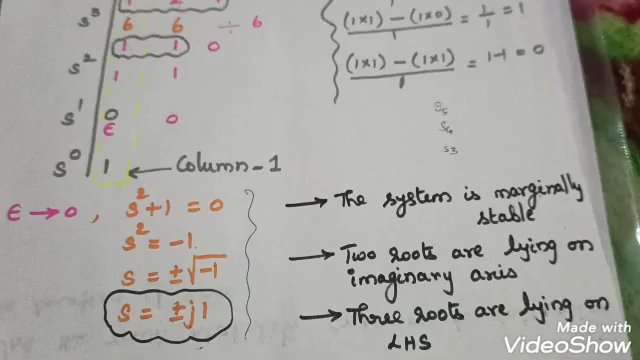 s³ 6 6 ÷ 6
1 1 0
s² 1 1
s¹ 0 0
ϵ
s⁰ 1 ← Column-1
(1×1) − (1×0) / 1 = 1/1 = 1
(1×1) − (1×1) / 1 = 1−1 = 0
S5
S4
S3
ϵ → 0, s² + 1 = 0
s² = −1
s = ±√−1
s = ±j1
→ The system is marginally
stable
→ Two roots are lying on
imaginary axis
→ Three roots are lying on
LHS
Made with
VideoShow